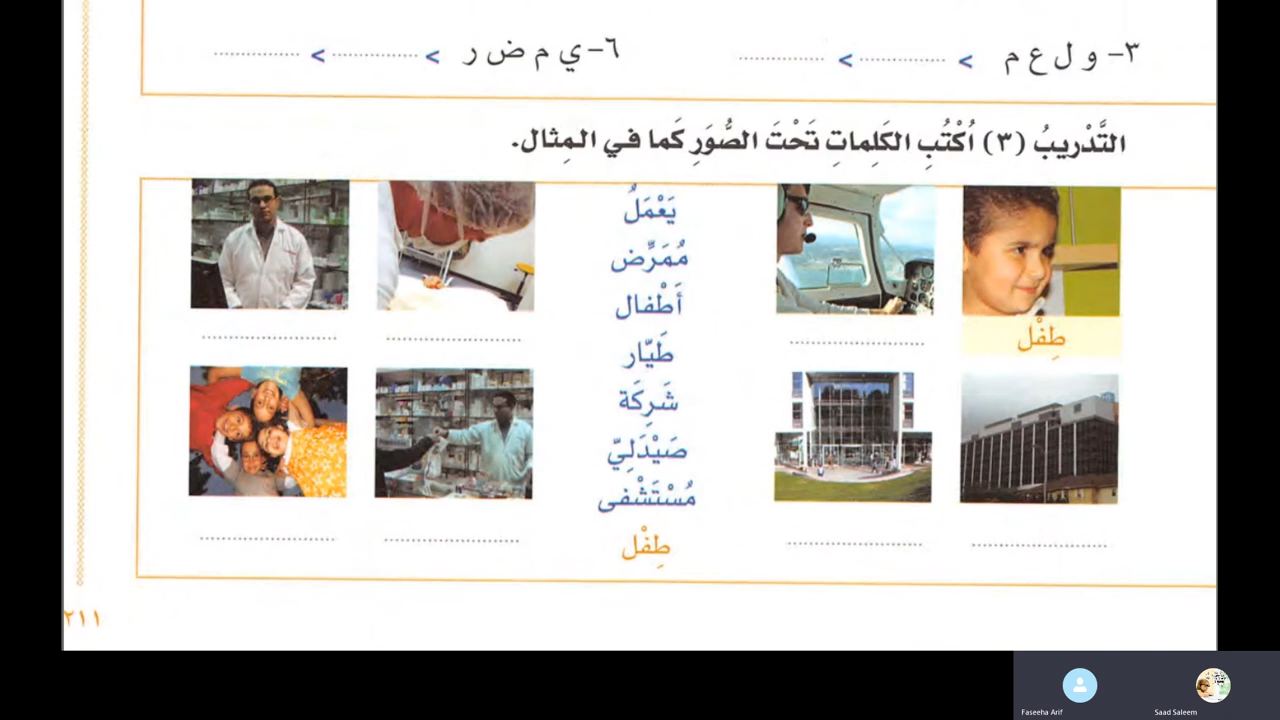 ٣- و ل ع م > .................. > ..................
٦- ي م ض ر > .................. > ..................
التَّدْريبُ (٣) اُكْتُبِ الكَلِماتِ تَحْتَ الصُّوَرِ كَما في المِثال.
طِفْل
يَعْمَلُ
مُمَرِّض
أَطْفال
طَيّار
شَرِكَة
صَيْدَلِيّ
مُسْتَشْفى
طِفْل
٢١١
Faseeha Arif
Saad Saleem